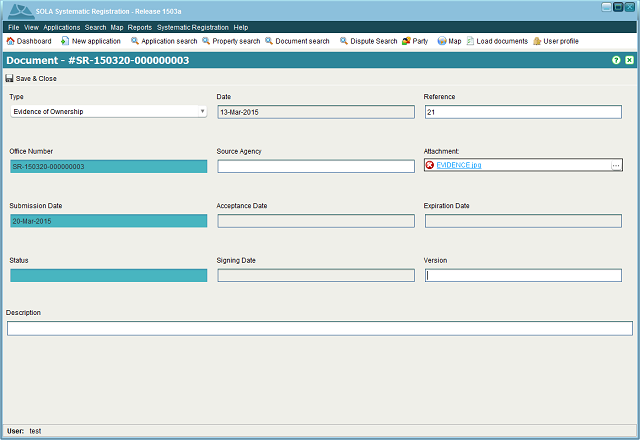 SOLA Systematic Registration - Release 1503a
File View Applications Search Map Reports Systematic Registration Help
Dashboard New application Application search Property search Document search Dispute Search Party Map Load documents User profile
Document - #SR-150320-000000003
Save & Close
Type Date Reference
Evidence of Ownership 13-Mar-2015 21
Office Number Source Agency Attachment:
SR-150320-000000003 EVIDENCE.jpg ...
Submission Date Acceptance Date Expiration Date
20-Mar-2015
Status Signing Date Version
Description
User: test